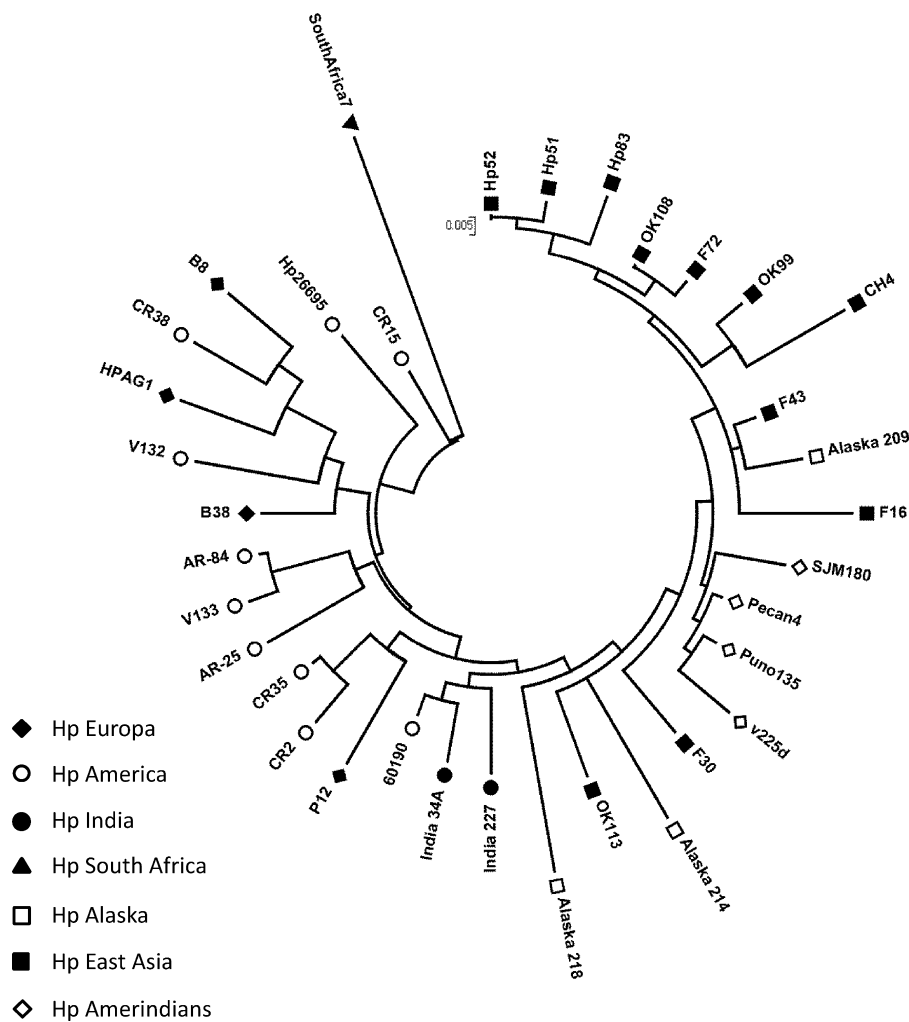 SouthAfrica7
Hp52
Hp51
Hp83
OK108
F72
OK99
CH4
F43
Alaska 209
F16
SJM180
Pecan4
Puno135
v225d
F30
Alaska 214
OK113
Alaska 218
India 227
India 34A
60190
P12
CR2
CR35
AR-25
V133
AR-84
B38
V132
HPAG1
CR38
B8
Hp26695
CR15
0.005
Hp Europa
Hp America
Hp India
Hp South Africa
Hp Alaska
Hp East Asia
Hp Amerindians